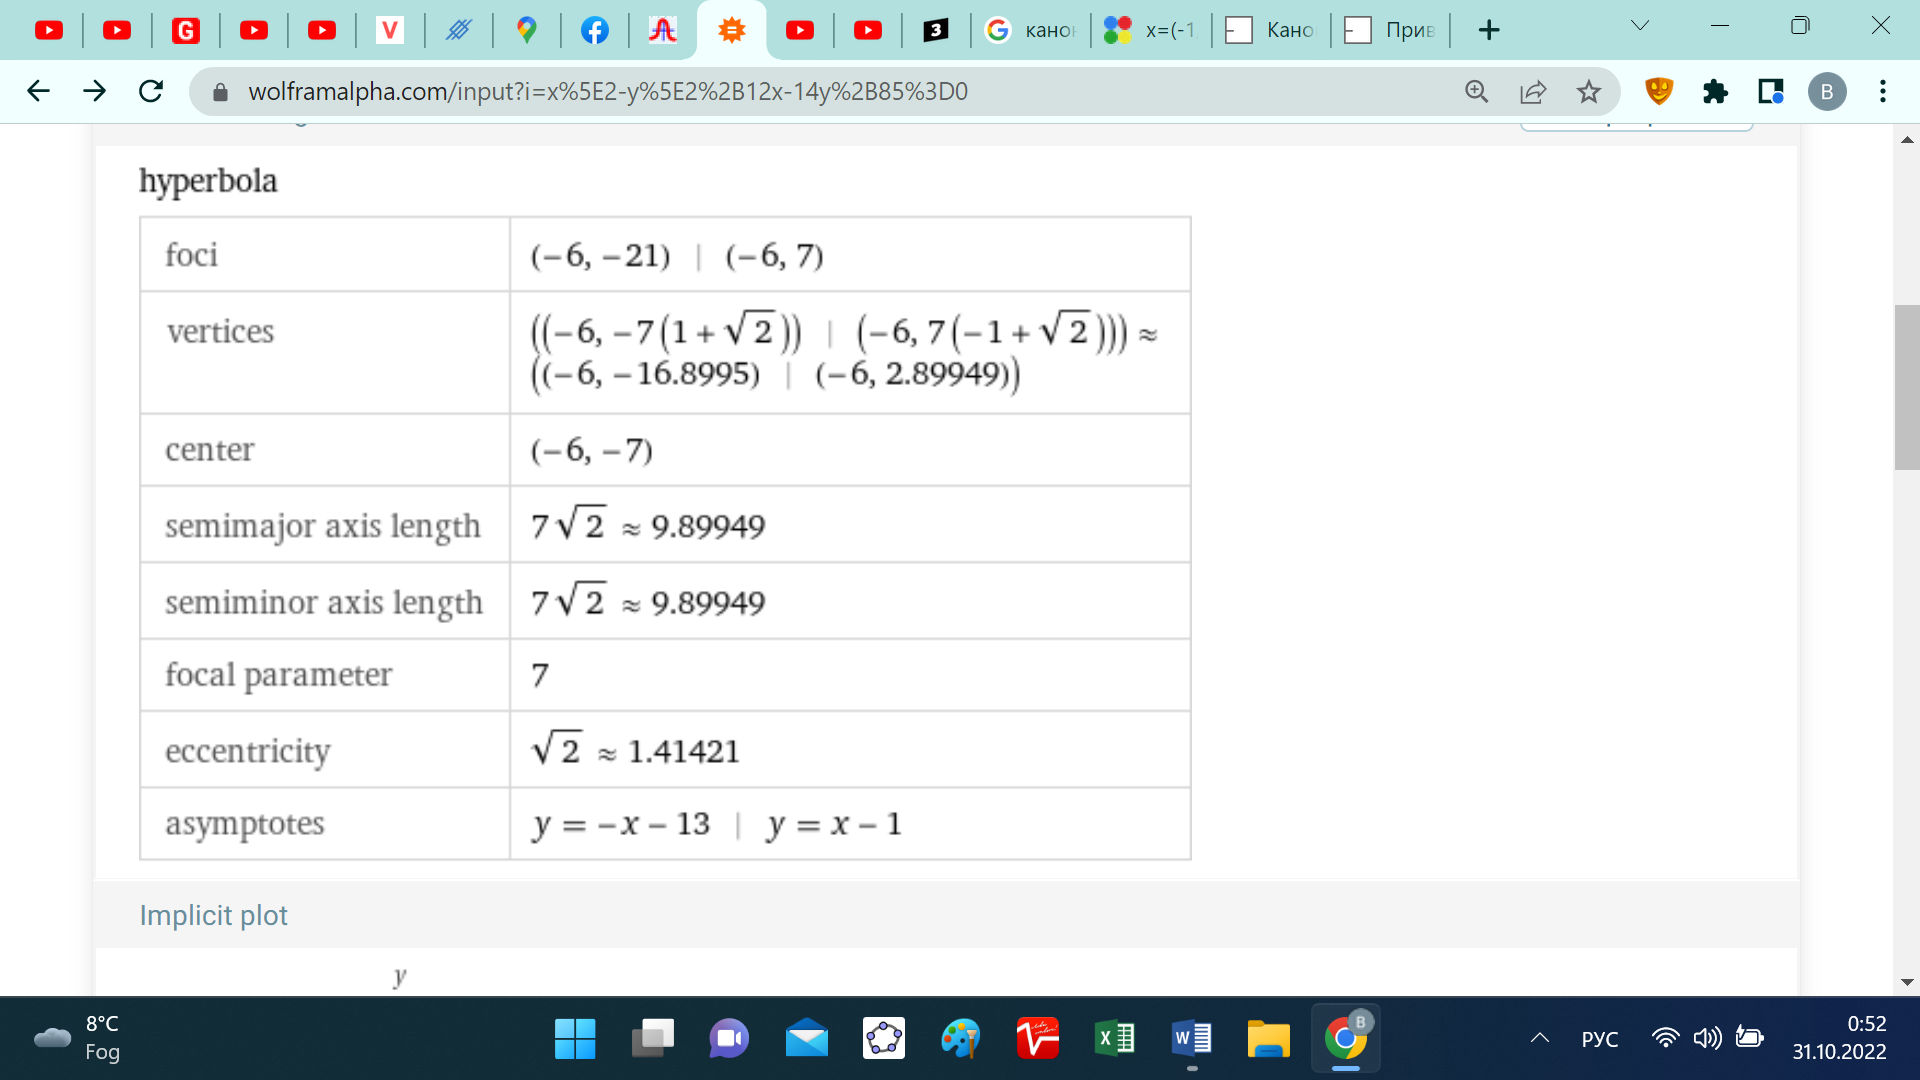 G
V
кано
x=(-1
Кано
Прив
wolframalpha.com/input?i=x%5E2-y%5E2%2B12x-14y%2B85%3D0
B
hyperbola
foci (−6, −21) | (−6, 7)
vertices ((−6, −7(1+√2)) | (−6, 7(−1+√2))) ≈
((−6, −16.8995) | (−6, 2.89949))
center (−6, −7)
semimajor axis length 7√2 ≈ 9.89949
semiminor axis length 7√2 ≈ 9.89949
focal parameter 7
eccentricity √2 ≈ 1.41421
asymptotes y = −x − 13 | y = x − 1
Implicit plot
y
8°C
Fog
B
РУС
0:52
31.10.2022